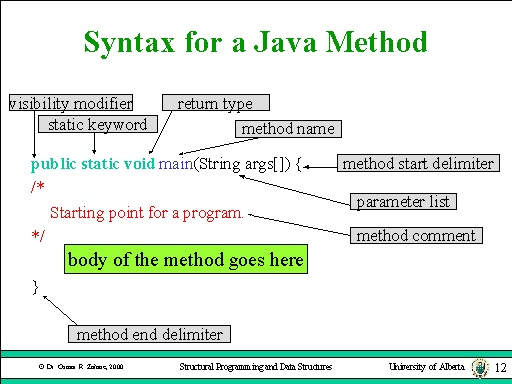 Syntax for a Java Method
visibility modifier
return type
static keyword
method name
public static void main(String args[]) {
method start delimiter
/*
parameter list
Starting point for a program.
*/
method comment
body of the method goes here
}
method end delimiter
© Dr. Osmar R. Zaïane, 2000
Structural Programming and Data Structures
University of Alberta
12